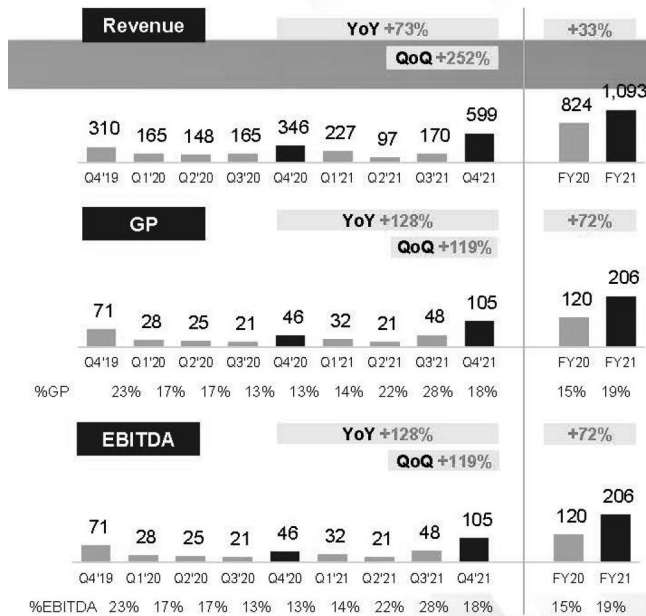 Revenue YoY +73% +33%
QoQ +252%
310 165 148 165 346 227 97 170 599 824 1,093
Q4'19 Q1'20 Q2'20 Q3'20 Q4'20 Q1'21 Q2'21 Q3'21 Q4'21 FY20 FY21
GP YoY +128% +72%
QoQ +119%
71 28 25 21 46 32 21 48 105 120 206
Q4'19 Q1'20 Q2'20 Q3'20 Q4'20 Q1'21 Q2'21 Q3'21 Q4'21 FY20 FY21
%GP 23% 17% 17% 13% 13% 14% 22% 28% 18% 15% 19%
EBITDA YoY +128% +72%
QoQ +119%
71 28 25 21 46 32 21 48 105 120 206
Q4'19 Q1'20 Q2'20 Q3'20 Q4'20 Q1'21 Q2'21 Q3'21 Q4'21 FY20 FY21
%EBITDA 23% 17% 17% 13% 13% 14% 22% 28% 18% 15% 19%